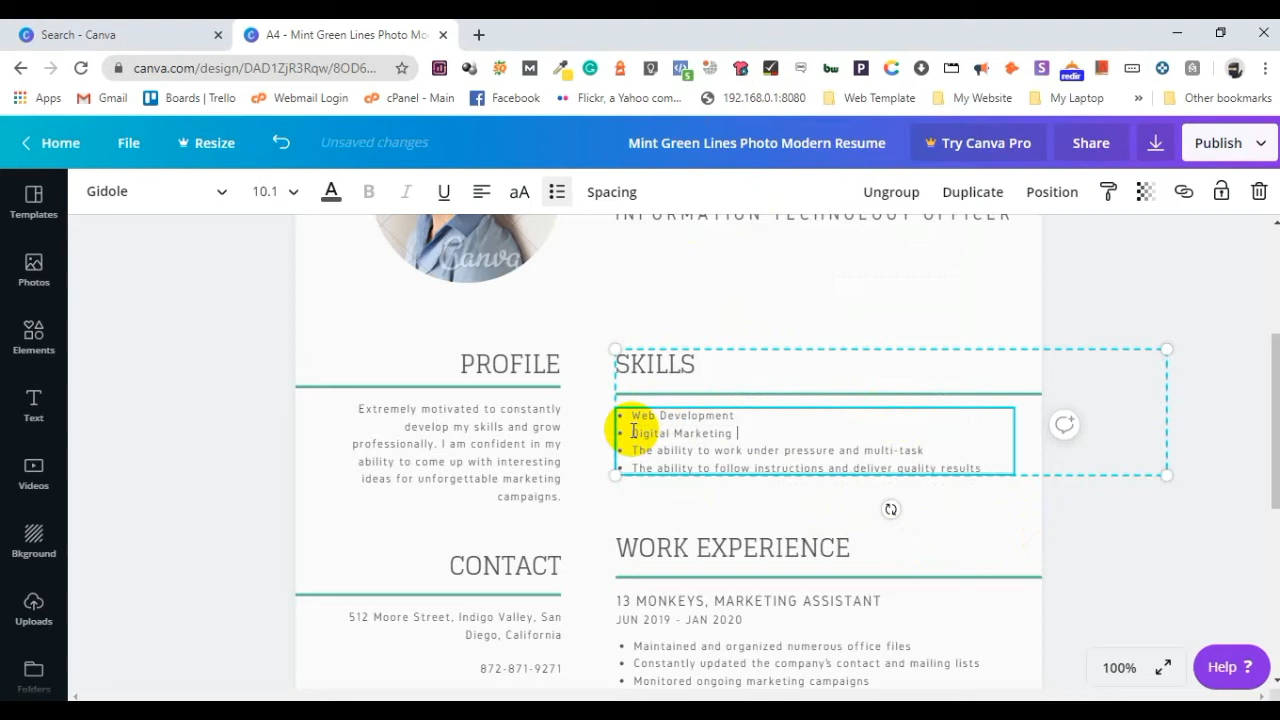 Search - Canva
A4 - Mint Green Lines Photo Mo
canva.com/design/DAD1ZjR3Rqw/8OD6...
Apps Gmail Boards | Trello Webmail Login cPanel - Main Facebook Flickr, a Yahoo com... 192.168.0.1:8080 Web Template My Website My Laptop » Other bookmarks
Home File Resize Unsaved changes Mint Green Lines Photo Modern Resume Try Canva Pro Share Publish
Gidole 10.1 A B I U aA Spacing Ungroup Duplicate Position
Templates
Photos
Elements
Text
Videos
Bkground
Uploads
Folders
INFORMATION TECHNOLOGY OFFICER
Canva
PROFILE
Extremely motivated to constantly
develop my skills and grow
professionally. I am confident in my
ability to come up with interesting
ideas for unforgettable marketing
campaigns.
CONTACT
512 Moore Street, Indigo Valley, San
Diego, California
872-871-9271
SKILLS
• Web Development
• Digital Marketing
• The ability to work under pressure and multi-task
• The ability to follow instructions and deliver quality results
WORK EXPERIENCE
13 MONKEYS, MARKETING ASSISTANT
JUN 2019 - JAN 2020
• Maintained and organized numerous office files
• Constantly updated the company's contact and mailing lists
• Monitored ongoing marketing campaigns
100%
Help ?